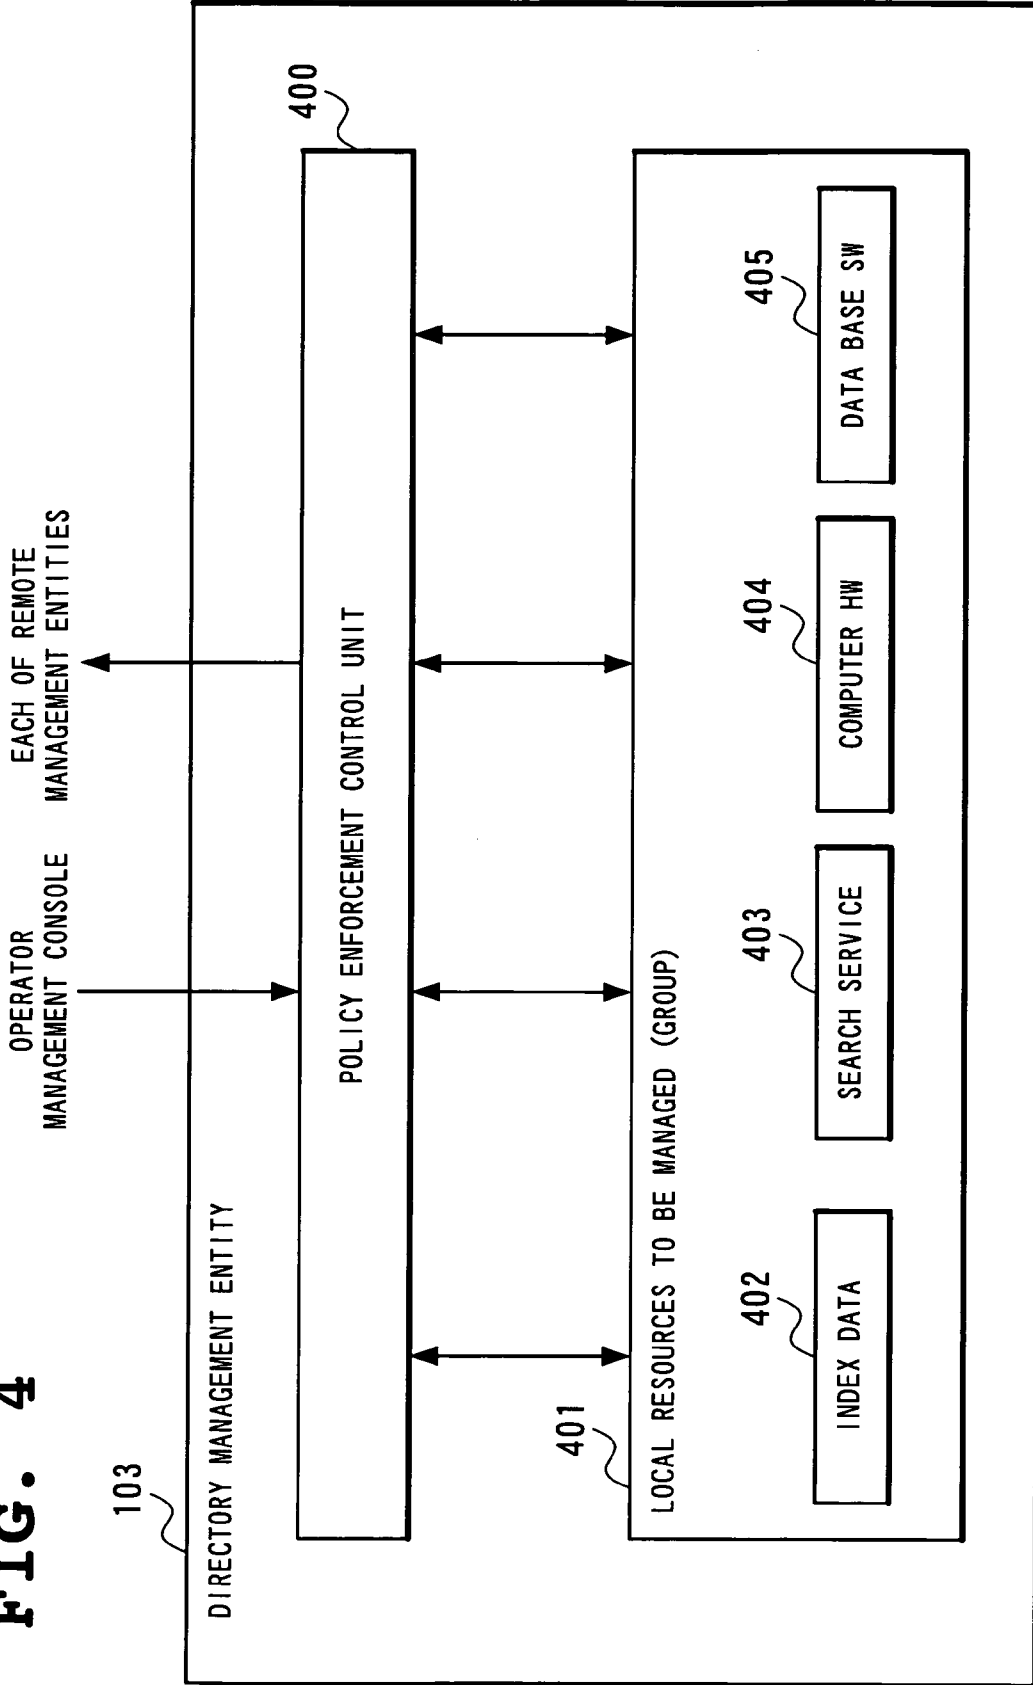 FIG. 4
OPERATOR
MANAGEMENT CONSOLE
EACH OF REMOTE
MANAGEMENT ENTITIES
103
DIRECTORY MANAGEMENT ENTITY
400
POLICY ENFORCEMENT CONTROL UNIT
401
LOCAL RESOURCES TO BE MANAGED (GROUP)
402
403
404
405
INDEX DATA
SEARCH SERVICE
COMPUTER HW
DATA BASE SW